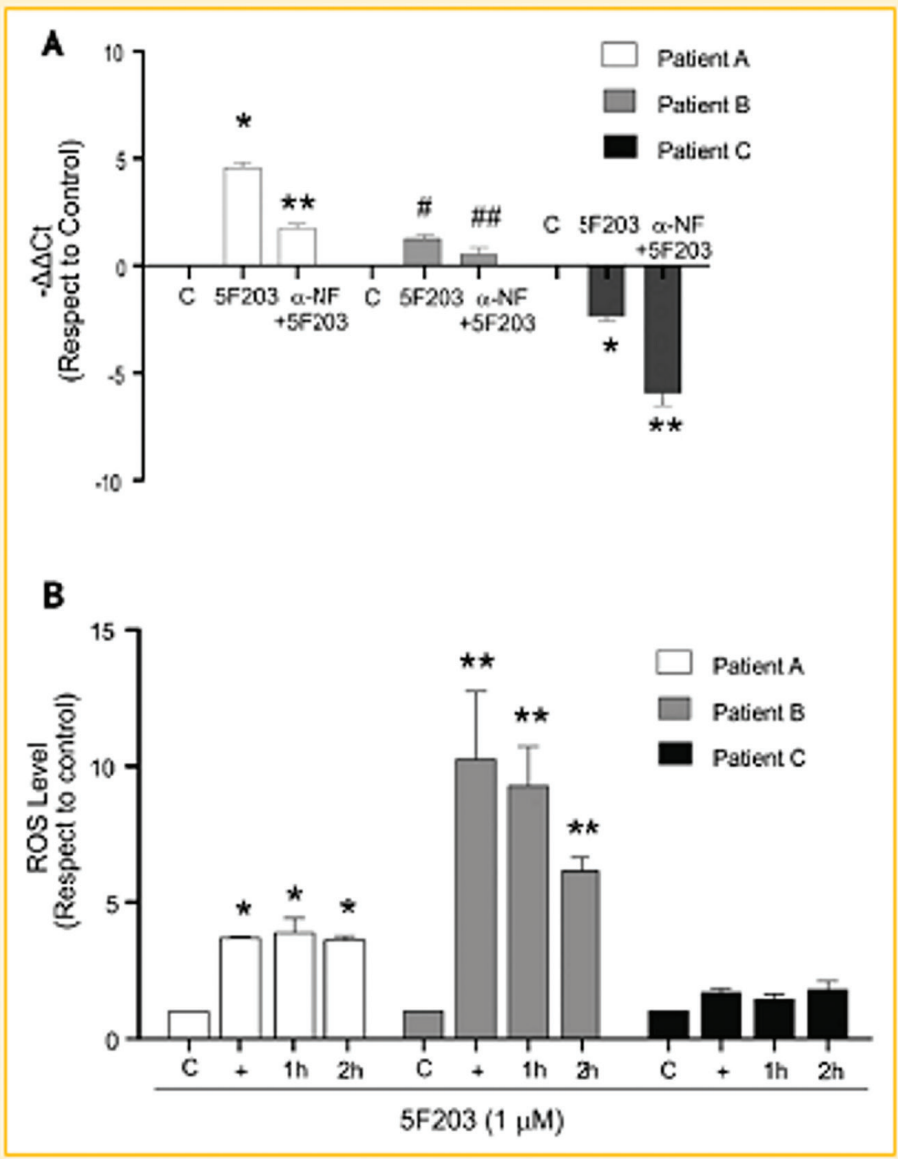 A
10
5
0
-5
-10
-ΔΔCt
(Respect to Control)
Patient A
Patient B
Patient C
*
**
#
##
C 5F203 α-NF
+5F203
C 5F203 α-NF
+5F203
C 5F203 α-NF
+5F203
*
**
B
15
10
5
0
ROS Level
(Respect to control)
Patient A
Patient B
Patient C
* * *
** ** **
C + 1h 2h C + 1h 2h C + 1h 2h
5F203 (1 μM)